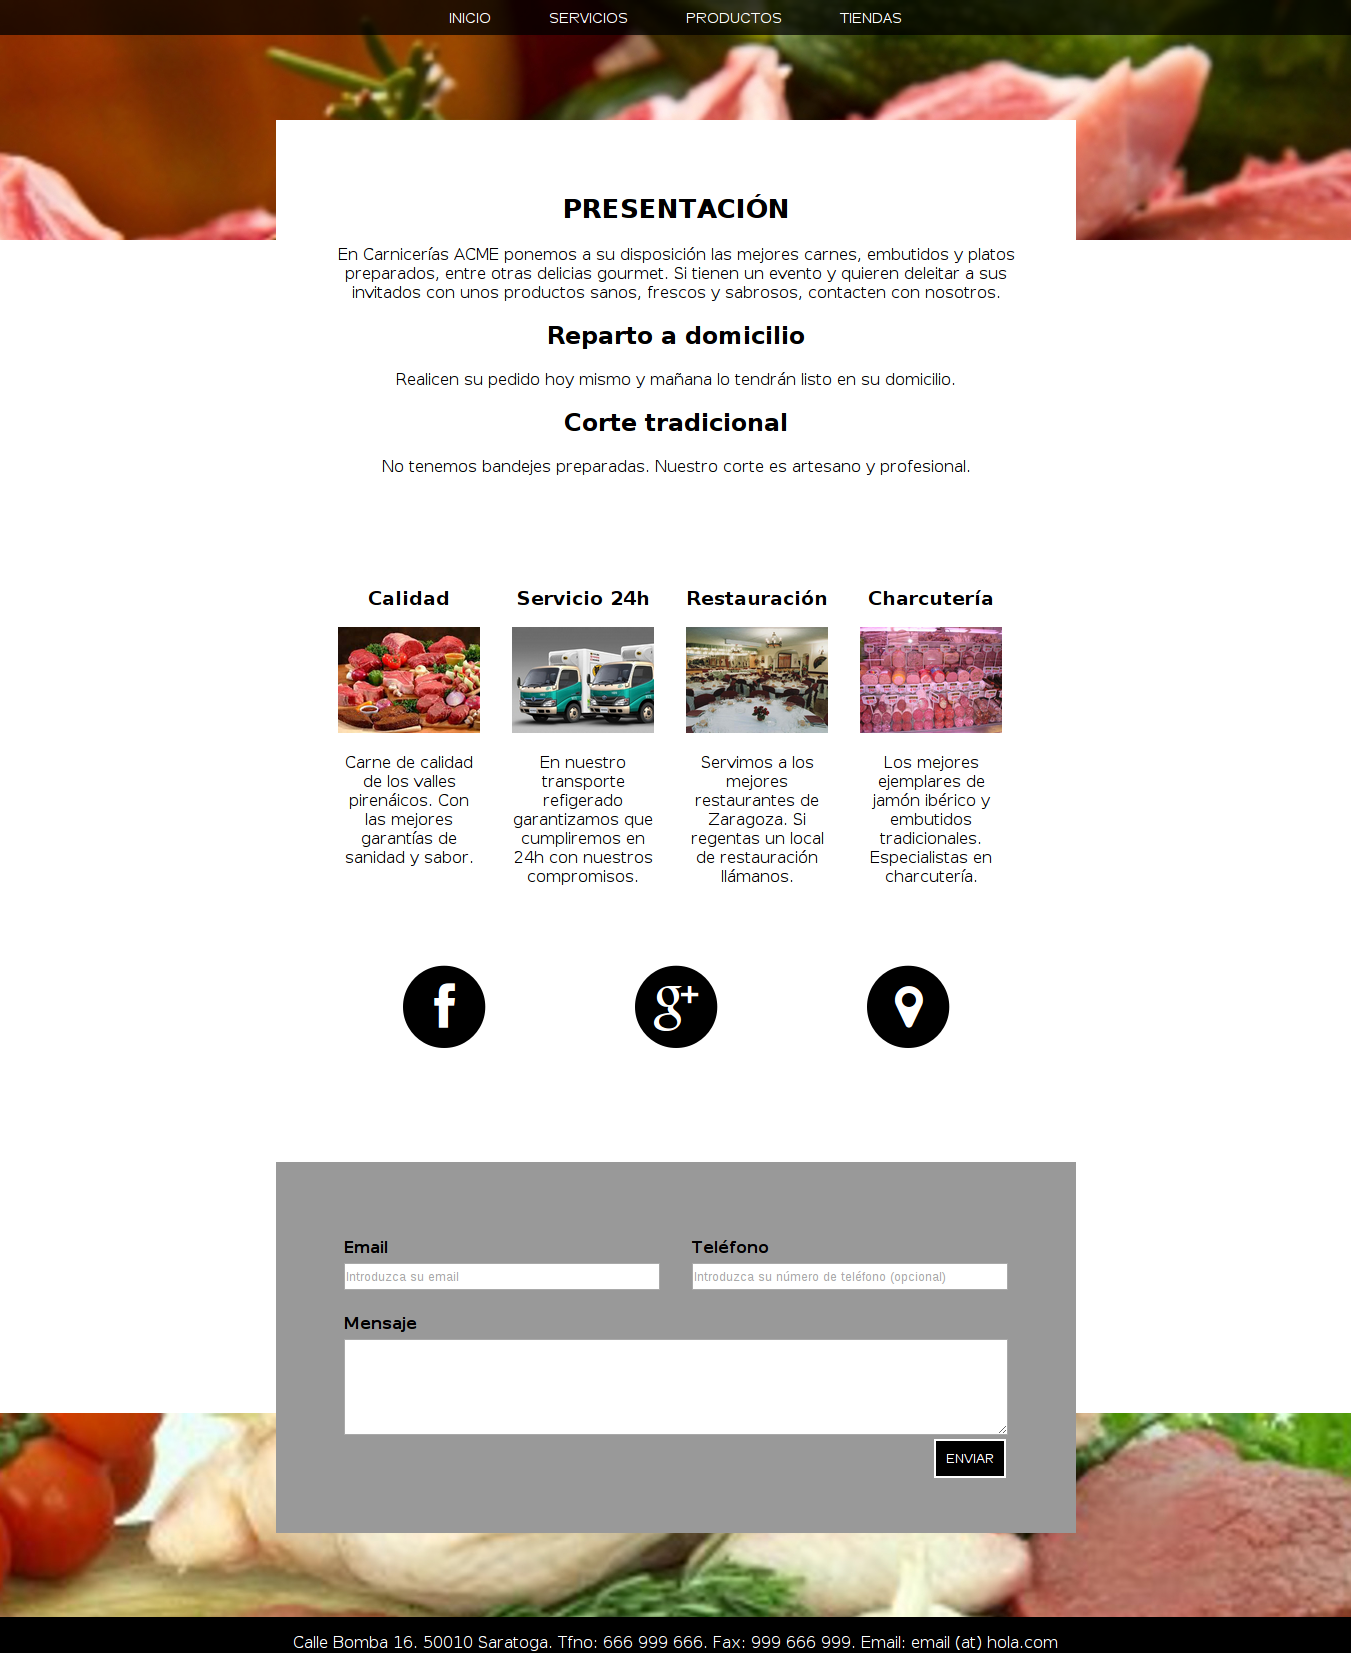 INICIO SERVICIOS PRODUCTOS TIENDAS
PRESENTACIÓN
En Carnicerías ACME ponemos a su disposición las mejores carnes, embutidos y platos
preparados, entre otras delicias gourmet. Si tienen un evento y quieren deleitar a sus
invitados con unos productos sanos, frescos y sabrosos, contacten con nosotros.
Reparto a domicilio
Realicen su pedido hoy mismo y mañana lo tendrán listo en su domicilio.
Corte tradicional
No tenemos bandejes preparadas. Nuestro corte es artesano y profesional.
Calidad
Carne de calidad
de los valles
pirenáicos. Con
las mejores
garantías de
sanidad y sabor.
Servicio 24h
En nuestro
transporte
refigerado
garantizamos que
cumpliremos en
24h con nuestros
compromisos.
Restauración
Servimos a los
mejores
restaurantes de
Zaragoza. Si
regentas un local
de restauración
llámanos.
Charcutería
Los mejores
ejemplares de
jamón ibérico y
embutidos
tradicionales.
Especialistas en
charcutería.
f
g+
Email
Introduzca su email
Teléfono
Introduzca su número de teléfono (opcional)
Mensaje
ENVIAR
Calle Bomba 16. 50010 Saratoga. Tfno: 666 999 666. Fax: 999 666 999. Email: email (at) hola.com